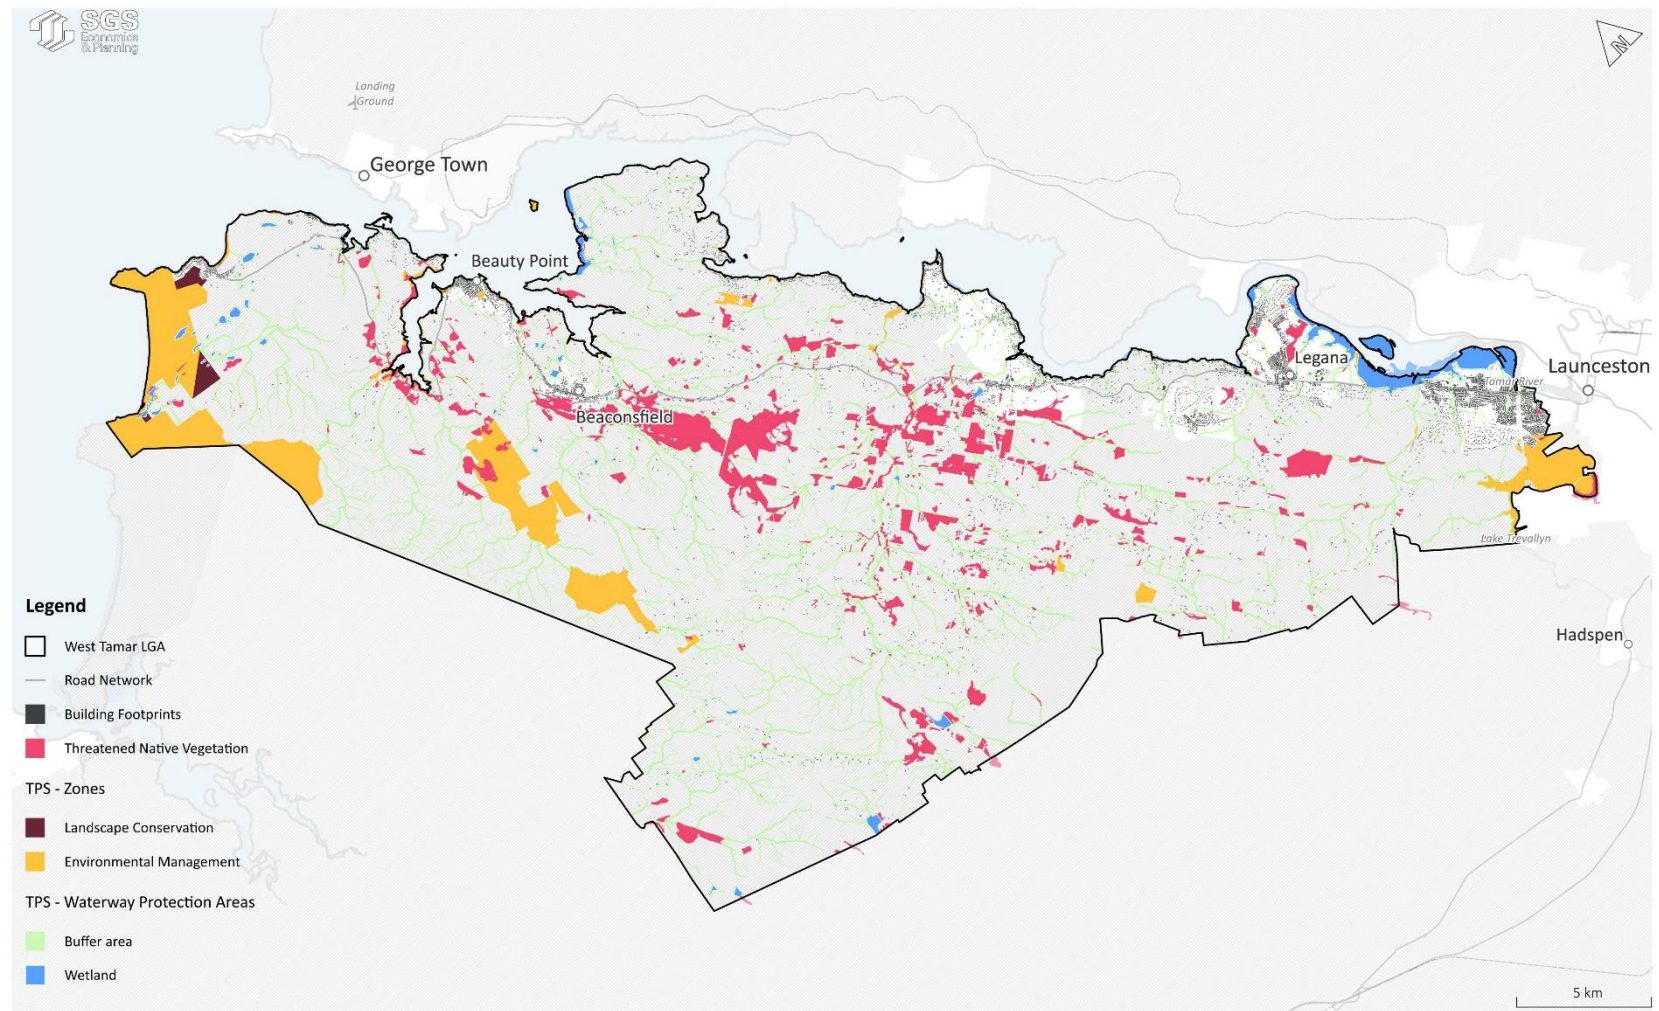 SGS
Economics
& Planning
N
Landing
Ground
George Town
Beauty Point
Legana
Launceston
Tamar River
Beaconsfield
Lake Trevallyn
Hadspen
Legend
West Tamar LGA
Road Network
Building Footprints
Threatened Native Vegetation
TPS - Zones
Landscape Conservation
Environmental Management
TPS - Waterway Protection Areas
Buffer area
Wetland
5 km